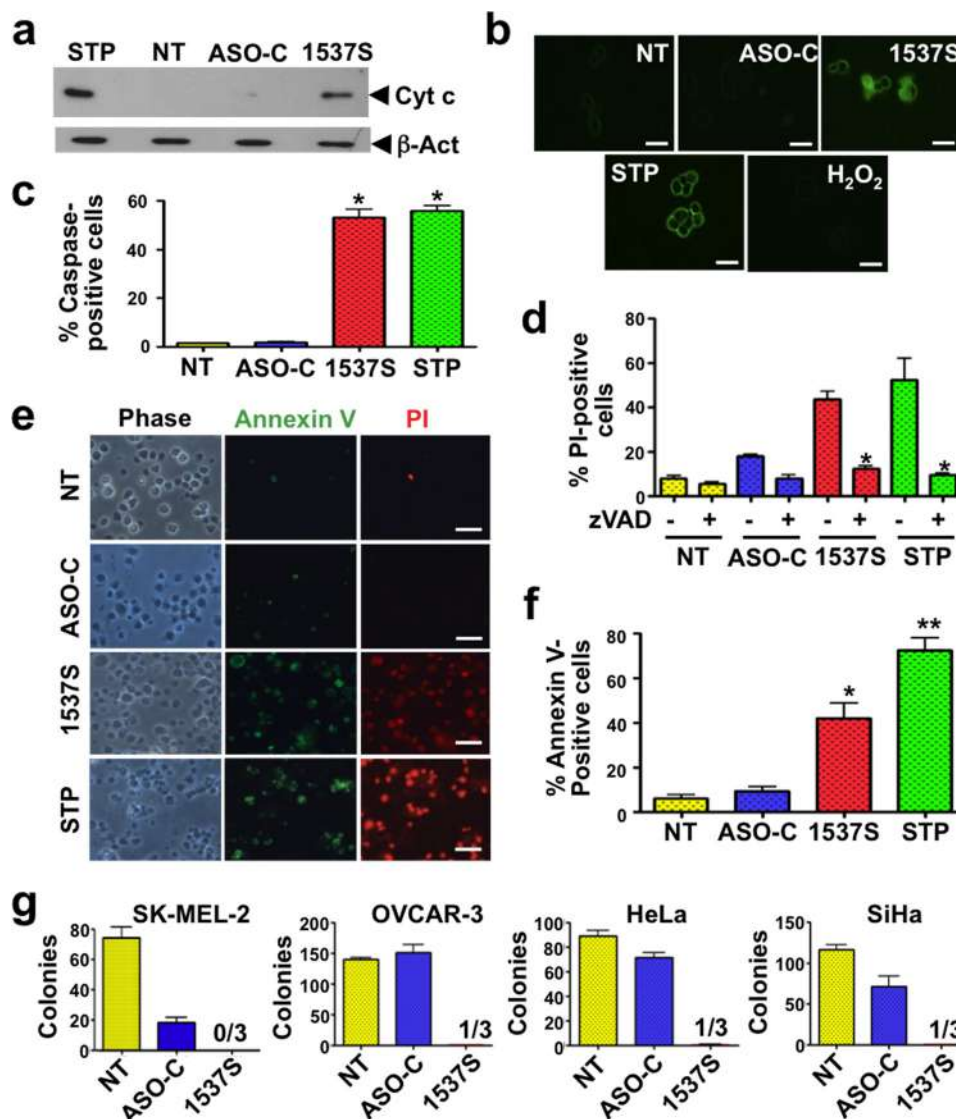 a
STP NT ASO-C 1537S
Cyt c
β-Act
b
NT ASO-C 1537S
STP H₂O₂
c
% Caspase-
positive cells
60
40
20
0
NT ASO-C 1537S STP
* *
d
% PI-positive
cells
80
60
40
20
0
* *
zVAD - + - + - + - +
NT ASO-C 1537S STP
e
Phase Annexin V PI
NT
ASO-C
1537S
STP
f
% Annexin V-
Positive cells
80
60
40
20
0
* **
NT ASO-C 1537S STP
g
SK-MEL-2
Colonies
80
60
40
20
0
0/3
NT ASO-C 1537S
OVCAR-3
Colonies
200
150
100
50
0
1/3
NT ASO-C 1537S
HeLa
Colonies
100
80
60
40
20
0
1/3
NT ASO-C 1537S
SiHa
Colonies
150
100
50
0
1/3
NT ASO-C 1537S